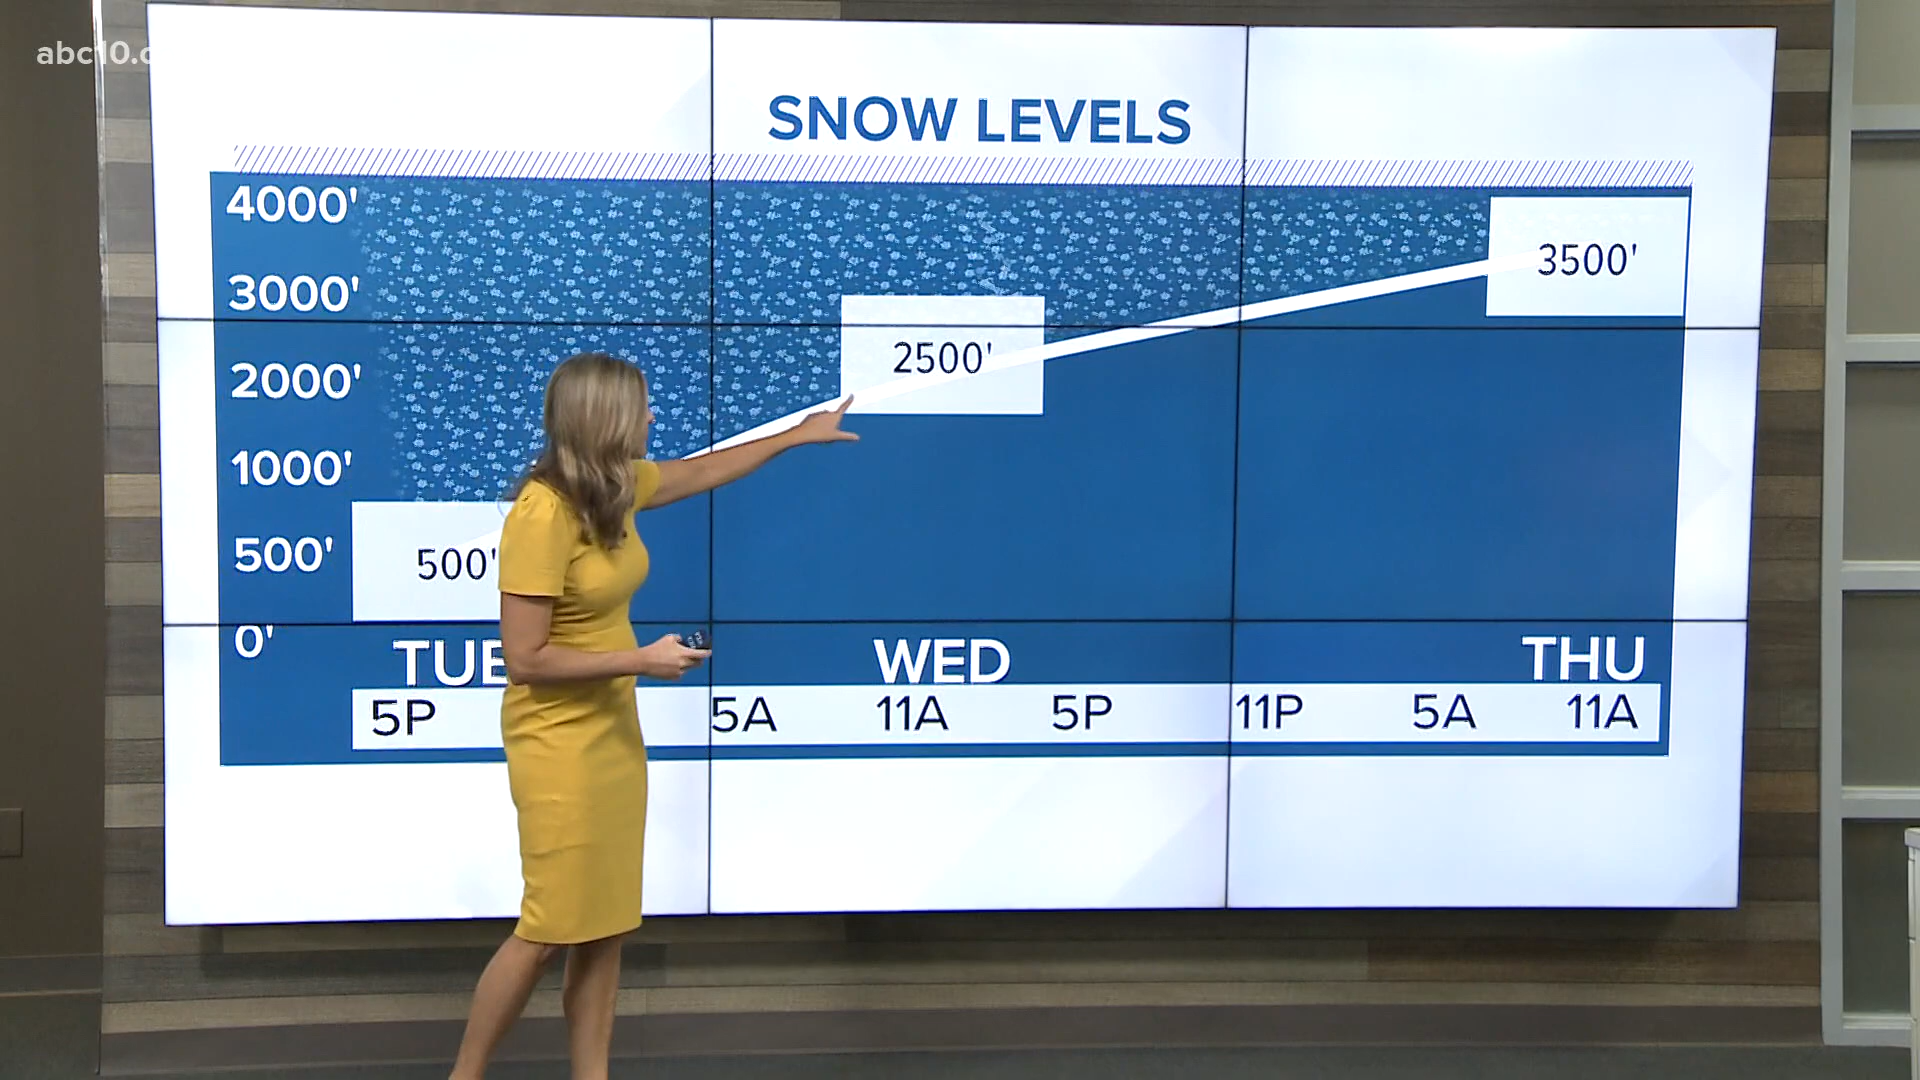 abc10.c
SNOW LEVELS
4000'
3000'
2000'
1000'
500'
0'
500'
2500'
3500'
TUE WED THU
5P 5A 11A 5P 11P 5A 11A